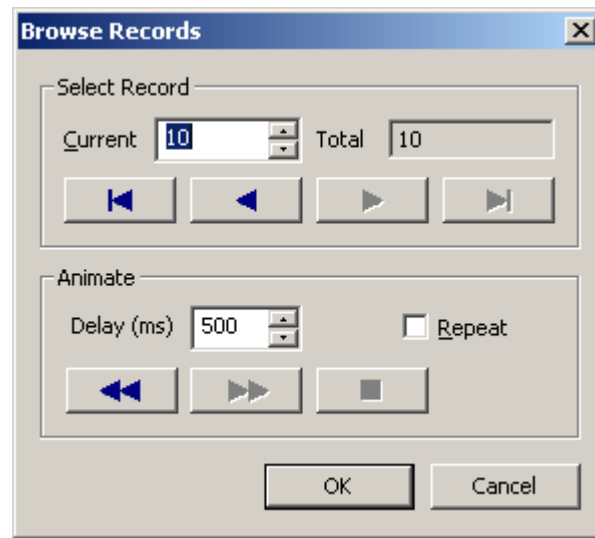 Browse Records
Select Record
Current 10 Total 10
Animate
Delay (ms) 500 Repeat
OK Cancel